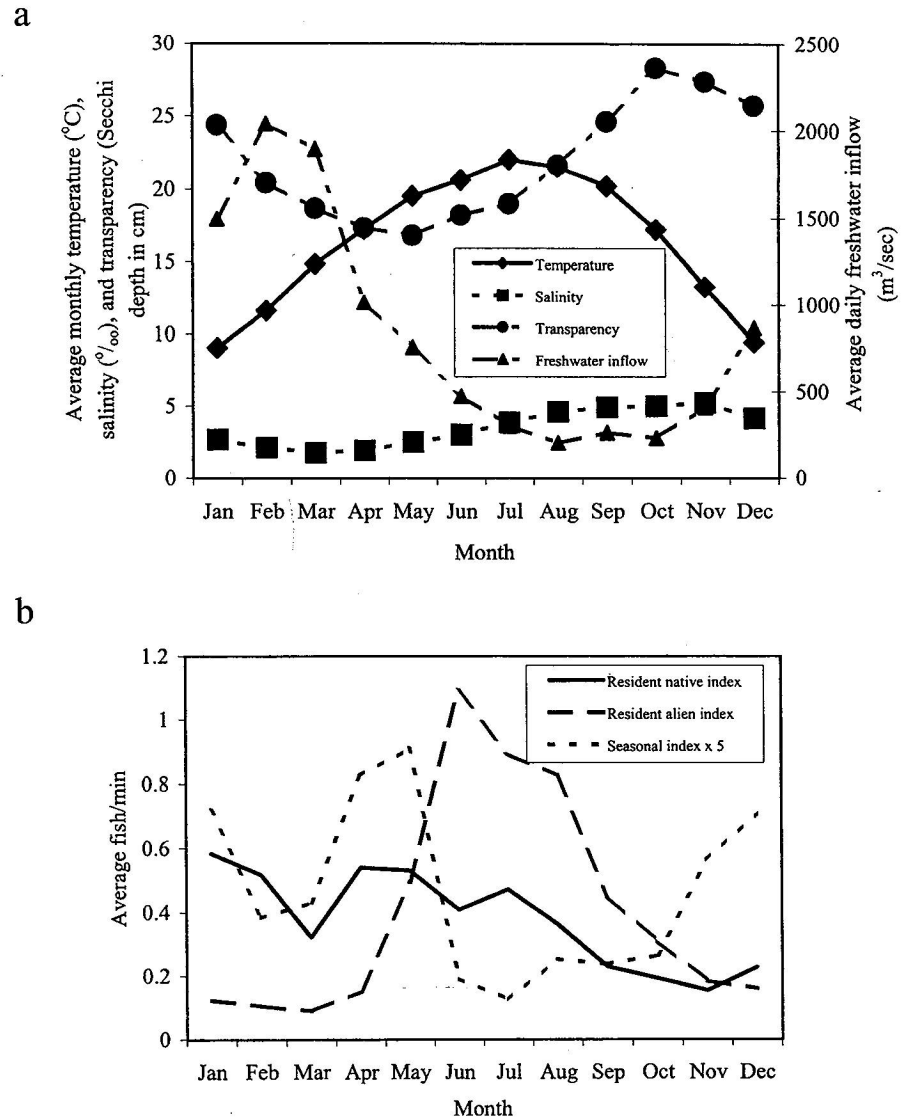 a
Average monthly temperature (°C),
salinity (°/oo), and transparency (Secchi
depth in cm)
30
25
20
15
10
5
0
2500
2000
1500
1000
500
0
Average daily freshwater inflow
(m³/sec)
Temperature
Salinity
Transparency
Freshwater inflow
Jan Feb Mar Apr May Jun Jul Aug Sep Oct Nov Dec
Month
b
Average fish/min
1.2
1
0.8
0.6
0.4
0.2
0
Resident native index
Resident alien index
Seasonal index x 5
Jan Feb Mar Apr May Jun Jul Aug Sep Oct Nov Dec
Month